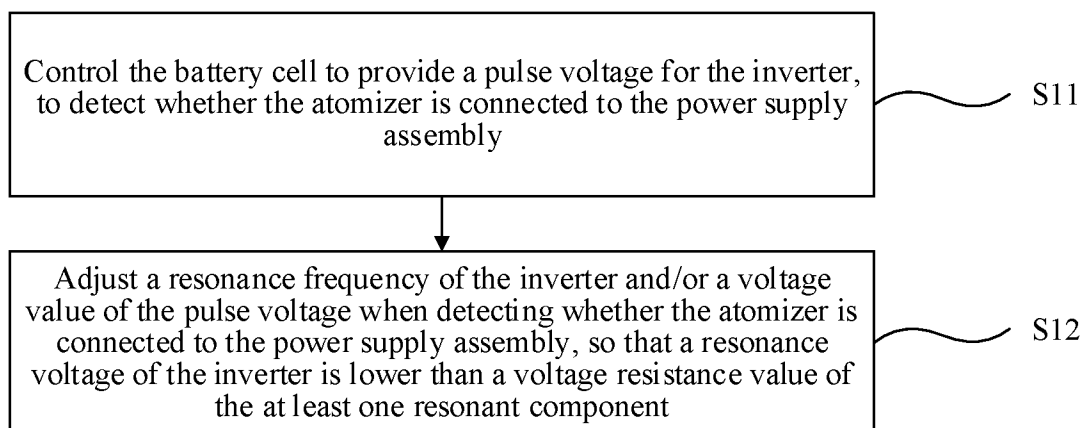 Control the battery cell to provide a pulse voltage for the inverter,
to detect whether the atomizer is connected to the power supply
assembly
S11
Adjust a resonance frequency of the inverter and/or a voltage
value of the pulse voltage when detecting whether the atomizer is
connected to the power supply assembly, so that a resonance
voltage of the inverter is lower than a voltage resistance value of
the at least one resonant component
S12